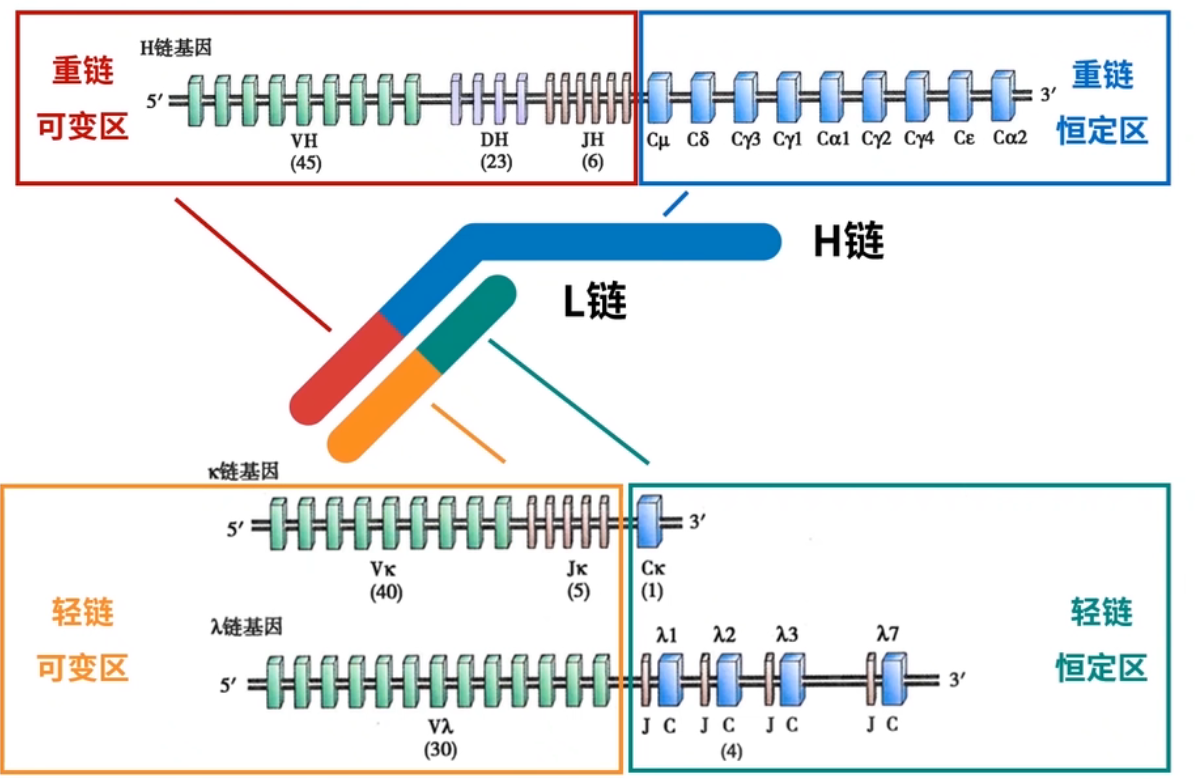 重链
可变区
H链基因
5′
VH
(45)
DH
(23)
JH
(6)
Cμ Cδ Cγ3 Cγ1 Cα1 Cγ2 Cγ4 Cε Cα2
3′
重链
恒定区
H链
L链
κ链基因
5′
Vκ
(40)
Jκ
(5)
Cκ
(1)
3′
轻链
可变区
λ链基因
5′
Vλ
(30)
λ1 λ2 λ3 λ7
J C J C J C J C
(4)
3′
轻链
恒定区